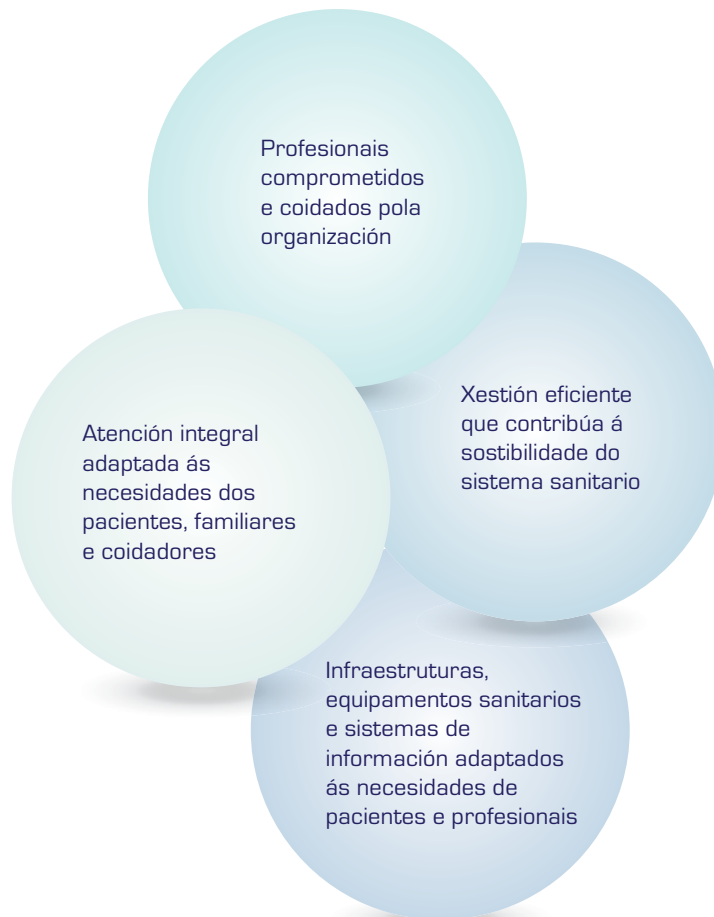 Profesionais
comprometidos
e coidados pola
organización
Xestión eficiente
que contribúa á
sostibilidade do
sistema sanitario
Atención integral
adaptada ás
necesidades dos
pacientes, familiares
e coidadores
Infraestruturas,
equipamentos sanitarios
e sistemas de
información adaptados
ás necesidades de
pacientes e profesionais